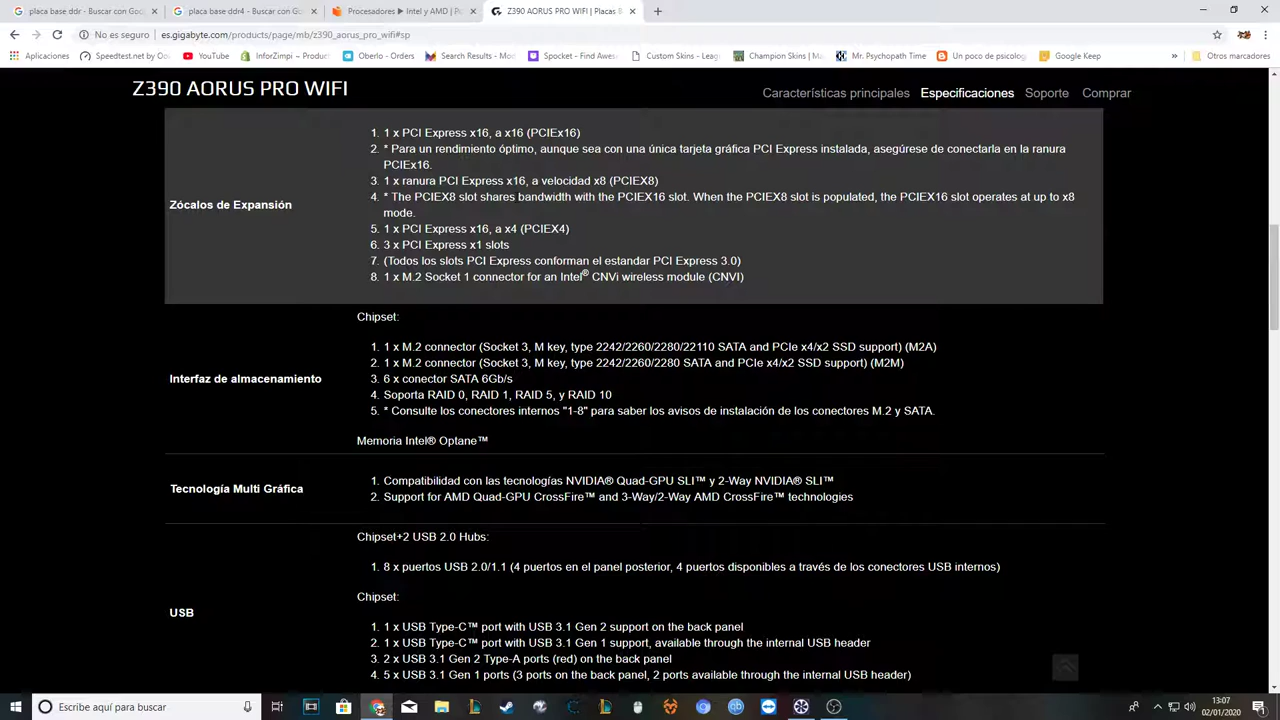 placa base ddr - Buscar con Goo
placa base ddr4 - Buscar con Go
Procesadores ▶ Intel y AMD | Pc
Z390 AORUS PRO WIFI | Placas B
No es seguro | es.gigabyte.com/products/page/mb/z390_aorus_pro_wifi#sp
Aplicaciones
Speedtest.net by Oo
YouTube
InforZimpi – Product
Oberlo - Orders
Search Results - Mov
Spocket - Find Awes
Custom Skins - Leag
Champion Skins | Ma
Mr. Psychopath Time
Un poco de psicolog
Google Keep
»
Otros marcadores
Z390 AORUS PRO WIFI
Características principales
Especificaciones
Soporte
Comprar
Zócalos de Expansión
1. 1 x PCI Express x16, a x16 (PCIEx16)
2. * Para un rendimiento óptimo, aunque sea con una única tarjeta gráfica PCI Express instalada, asegúrese de conectarla en la ranura
PCIEx16.
3. 1 x ranura PCI Express x16, a velocidad x8 (PCIEX8)
4. * The PCIEX8 slot shares bandwidth with the PCIEX16 slot. When the PCIEX8 slot is populated, the PCIEX16 slot operates at up to x8
mode.
5. 1 x PCI Express x16, a x4 (PCIEX4)
6. 3 x PCI Express x1 slots
7. (Todos los slots PCI Express conforman el estandar PCI Express 3.0)
8. 1 x M.2 Socket 1 connector for an Intel® CNVi wireless module (CNVI)
Interfaz de almacenamiento
Chipset:
1. 1 x M.2 connector (Socket 3, M key, type 2242/2260/2280/22110 SATA and PCIe x4/x2 SSD support) (M2A)
2. 1 x M.2 connector (Socket 3, M key, type 2242/2260/2280 SATA and PCIe x4/x2 SSD support) (M2M)
3. 6 x conector SATA 6Gb/s
4. Soporta RAID 0, RAID 1, RAID 5, y RAID 10
5. * Consulte los conectores internos "1-8" para saber los avisos de instalación de los conectores M.2 y SATA.
Memoria Intel® Optane™
Tecnología Multi Gráfica
1. Compatibilidad con las tecnologías NVIDIA® Quad-GPU SLI™ y 2-Way NVIDIA® SLI™
2. Support for AMD Quad-GPU CrossFire™ and 3-Way/2-Way AMD CrossFire™ technologies
USB
Chipset+2 USB 2.0 Hubs:
1. 8 x puertos USB 2.0/1.1 (4 puertos en el panel posterior, 4 puertos disponibles a través de los conectores USB internos)
Chipset:
1. 1 x USB Type-C™ port with USB 3.1 Gen 2 support on the back panel
2. 1 x USB Type-C™ port with USB 3.1 Gen 1 support, available through the internal USB header
3. 2 x USB 3.1 Gen 2 Type-A ports (red) on the back panel
4. 5 x USB 3.1 Gen 1 ports (3 ports on the back panel, 2 ports available through the internal USB header)
Escribe aquí para buscar
13:07
02/01/2020